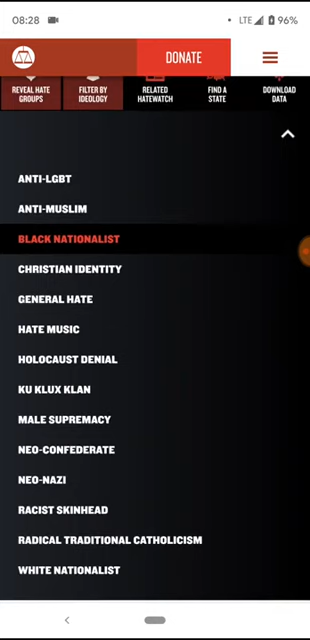 08:28
LTE
96%
DONATE
REVEAL HATE
GROUPS
FILTER BY
IDEOLOGY
RELATED
HATEWATCH
FIND A
STATE
DOWNLOAD
DATA
ANTI-LGBT
ANTI-MUSLIM
BLACK NATIONALIST
CHRISTIAN IDENTITY
GENERAL HATE
HATE MUSIC
HOLOCAUST DENIAL
KU KLUX KLAN
MALE SUPREMACY
NEO-CONFEDERATE
NEO-NAZI
RACIST SKINHEAD
RADICAL TRADITIONAL CATHOLICISM
WHITE NATIONALIST